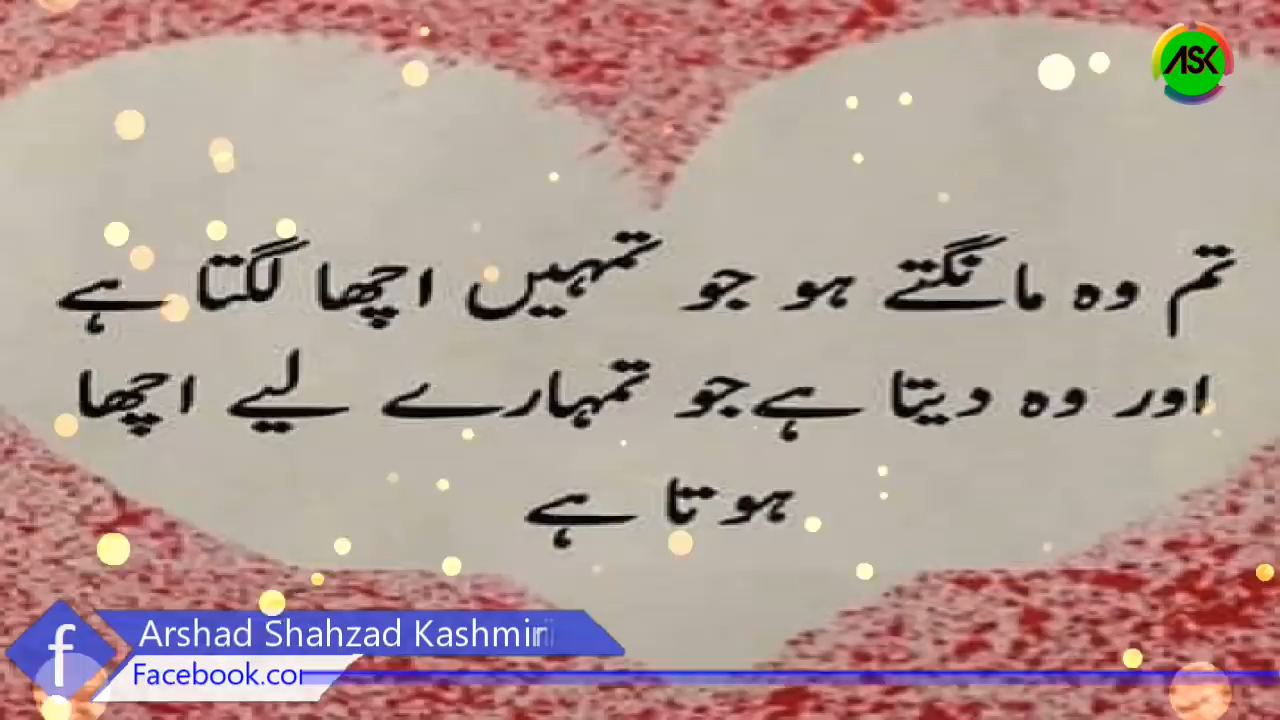 ASK
تم وہ مانگتے ہو جو تمہیں اچھا لگتا ہے
اور وہ دیتا ہے جو تمہارے لیے اچھا
ہوتا ہے
Arshad Shahzad Kashmiri
Facebook.com